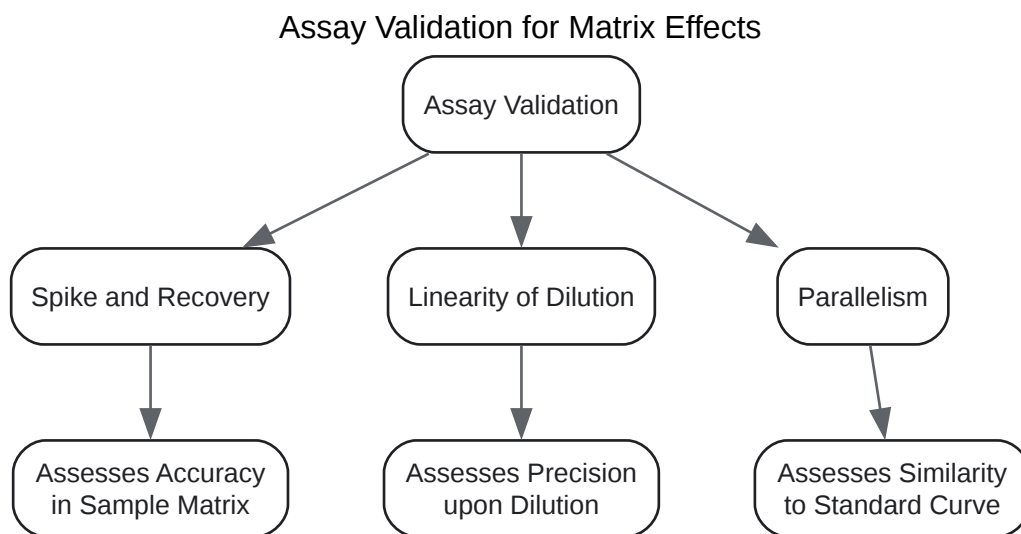 Assay Validation for Matrix Effects
Assay Validation
Spike and Recovery
Linearity of Dilution
Parallelism
Assesses Accuracy
in Sample Matrix
Assesses Precision
upon Dilution
Assesses Similarity
to Standard Curve